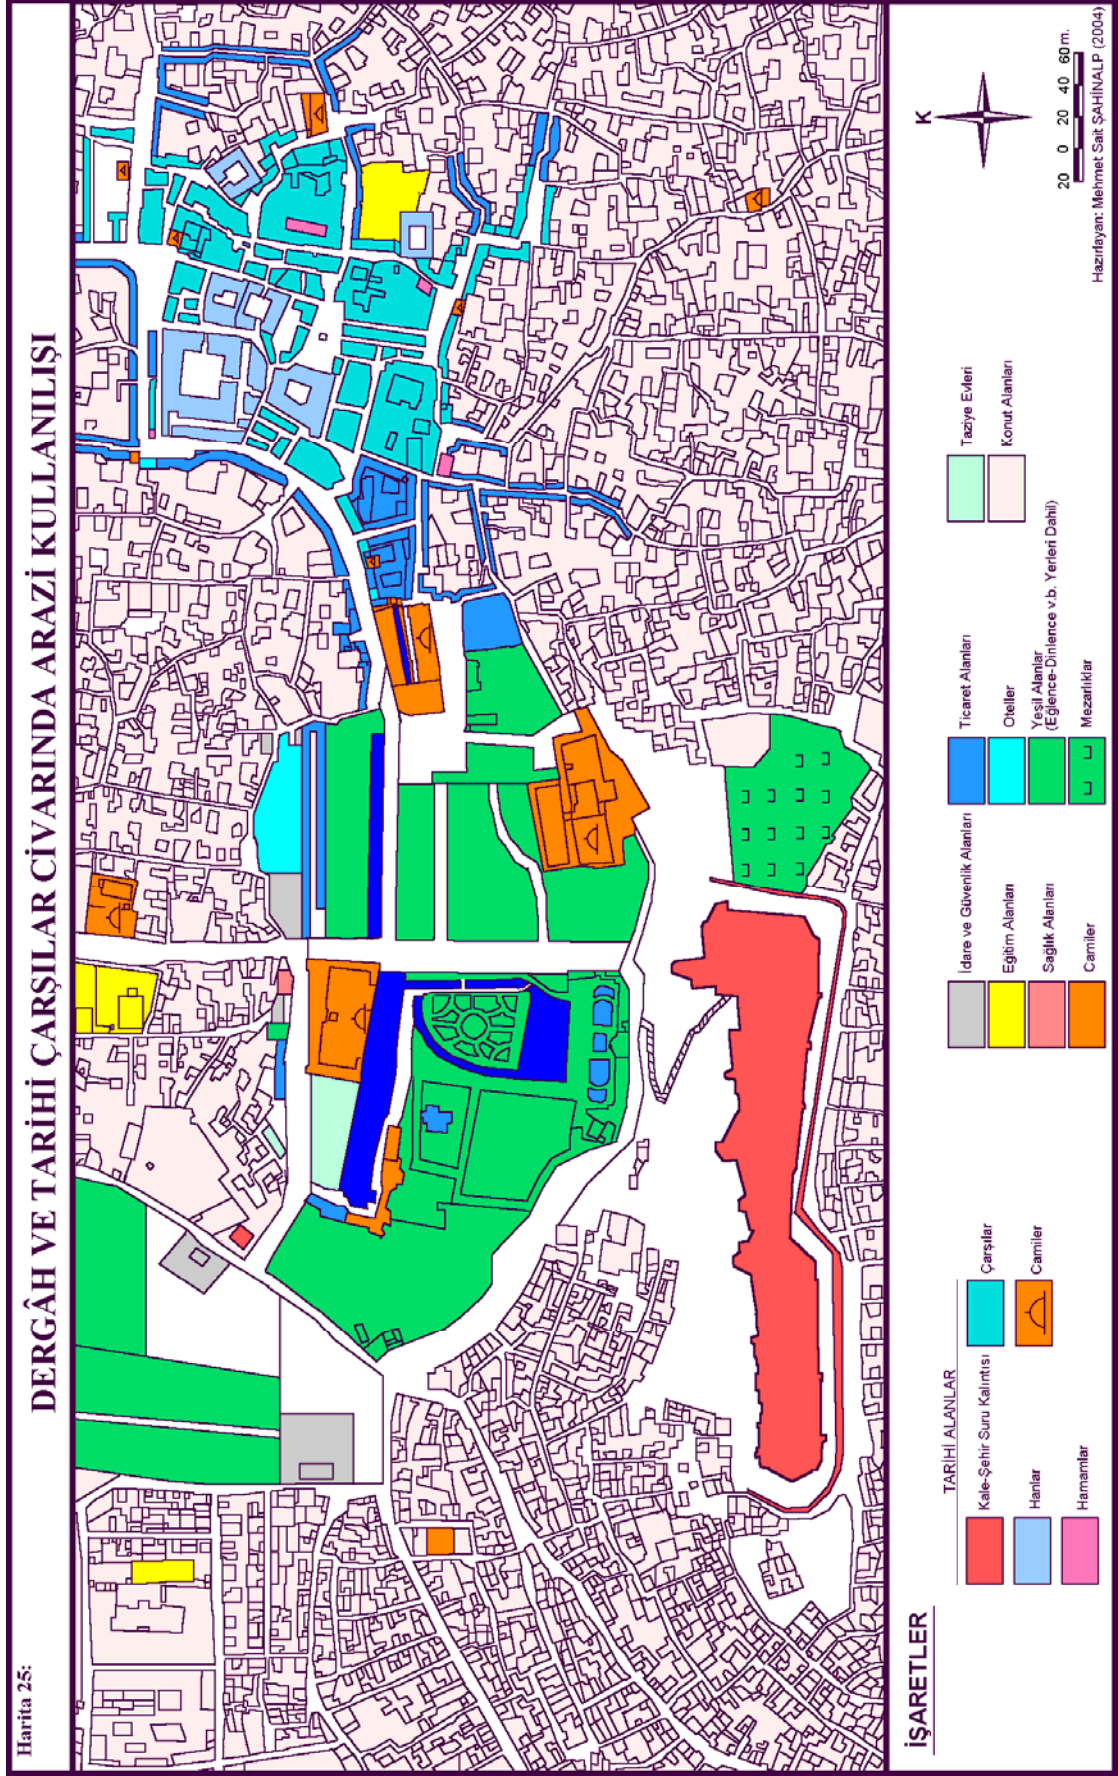 Harita 25:
DERGÂH VE TARİHİ ÇARŞILAR CİVARINDA ARAZİ KULLANILIŞI
İŞARETLER
TARİHİ ALANLAR
Kale-Şehir Suru Kalıntısı
Hanlar
Hamamlar
Çarşılar
Camiler
İdare ve Güvenlik Alanları
Eğitim Alanları
Sağlık Alanları
Camiler
Ticaret Alanları
Oteller
Yeşil Alanlar
(Eğlence-Dinlence v.b. Yerleri Dahil)
Mezarlıklar
Taziye Evleri
Konut Alanları
K
20 0 20 40 60 m.
Hazırlayan: Mehmet Sait ŞAHİNALP (2004)